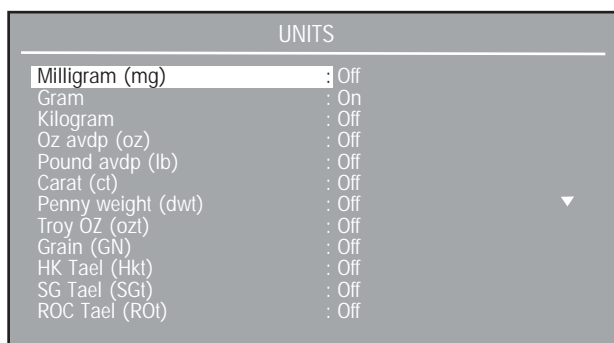 UNITS
Milligram (mg) : Off
Gram : On
Kilogram : Off
Oz avdp (oz) : Off
Pound avdp (lb) : Off
Carat (ct) : Off
Penny weight (dwt) : Off
Troy OZ (ozt) : Off
Grain (GN) : Off
HK Tael (Hkt) : Off
SG Tael (SGt) : Off
ROC Tael (ROt) : Off